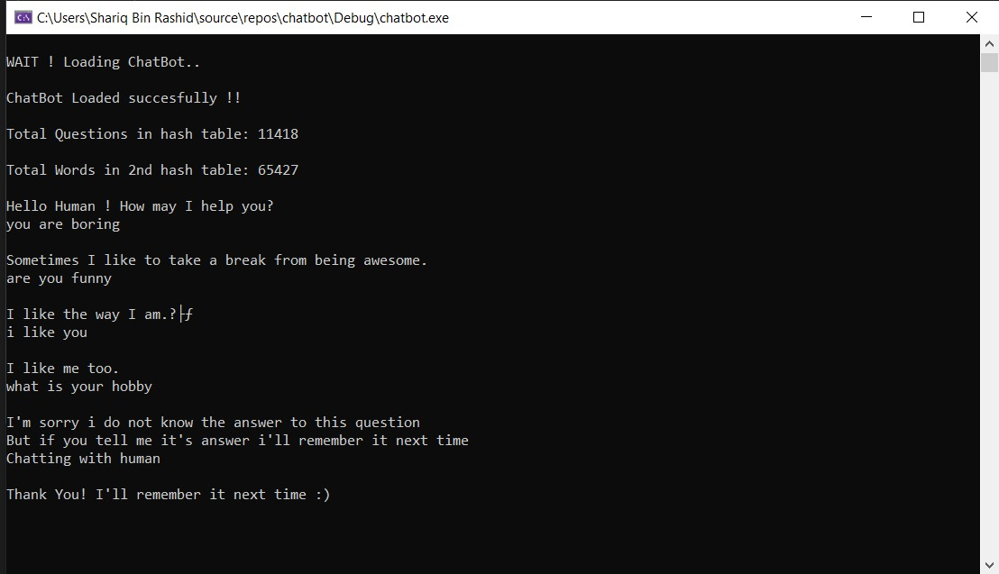 C:\Users\Shariq Bin Rashid\source\repos\chatbot\Debug\chatbot.exe
WAIT ! Loading ChatBot..
ChatBot Loaded succesfully !!
Total Questions in hash table: 11418
Total Words in 2nd hash table: 65427
Hello Human ! How may I help you?
you are boring
Sometimes I like to take a break from being awesome.
are you funny
I like the way I am.?├ƒ
i like you
I like me too.
what is your hobby
I'm sorry i do not know the answer to this question
But if you tell me it's answer i'll remember it next time
Chatting with human
Thank You! I'll remember it next time :)